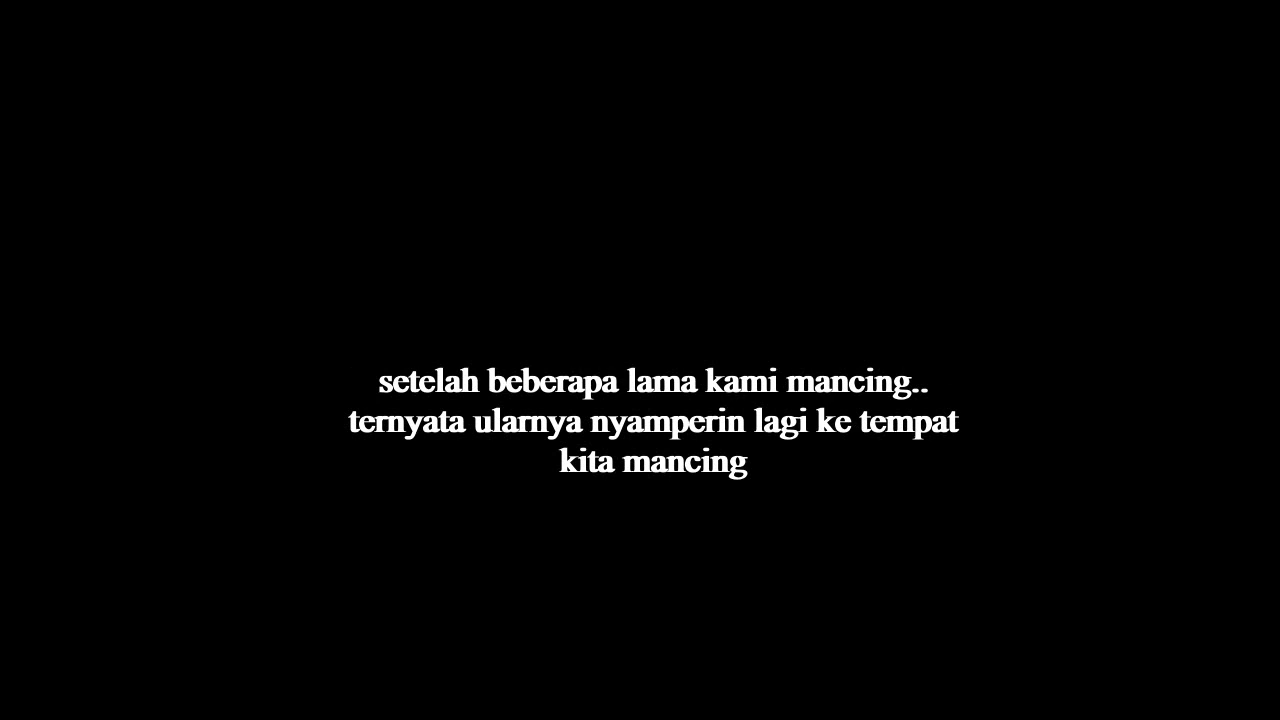 setelah beberapa lama kami mancing..
ternyata ularnya nyamperin lagi ke tempat
kita mancing